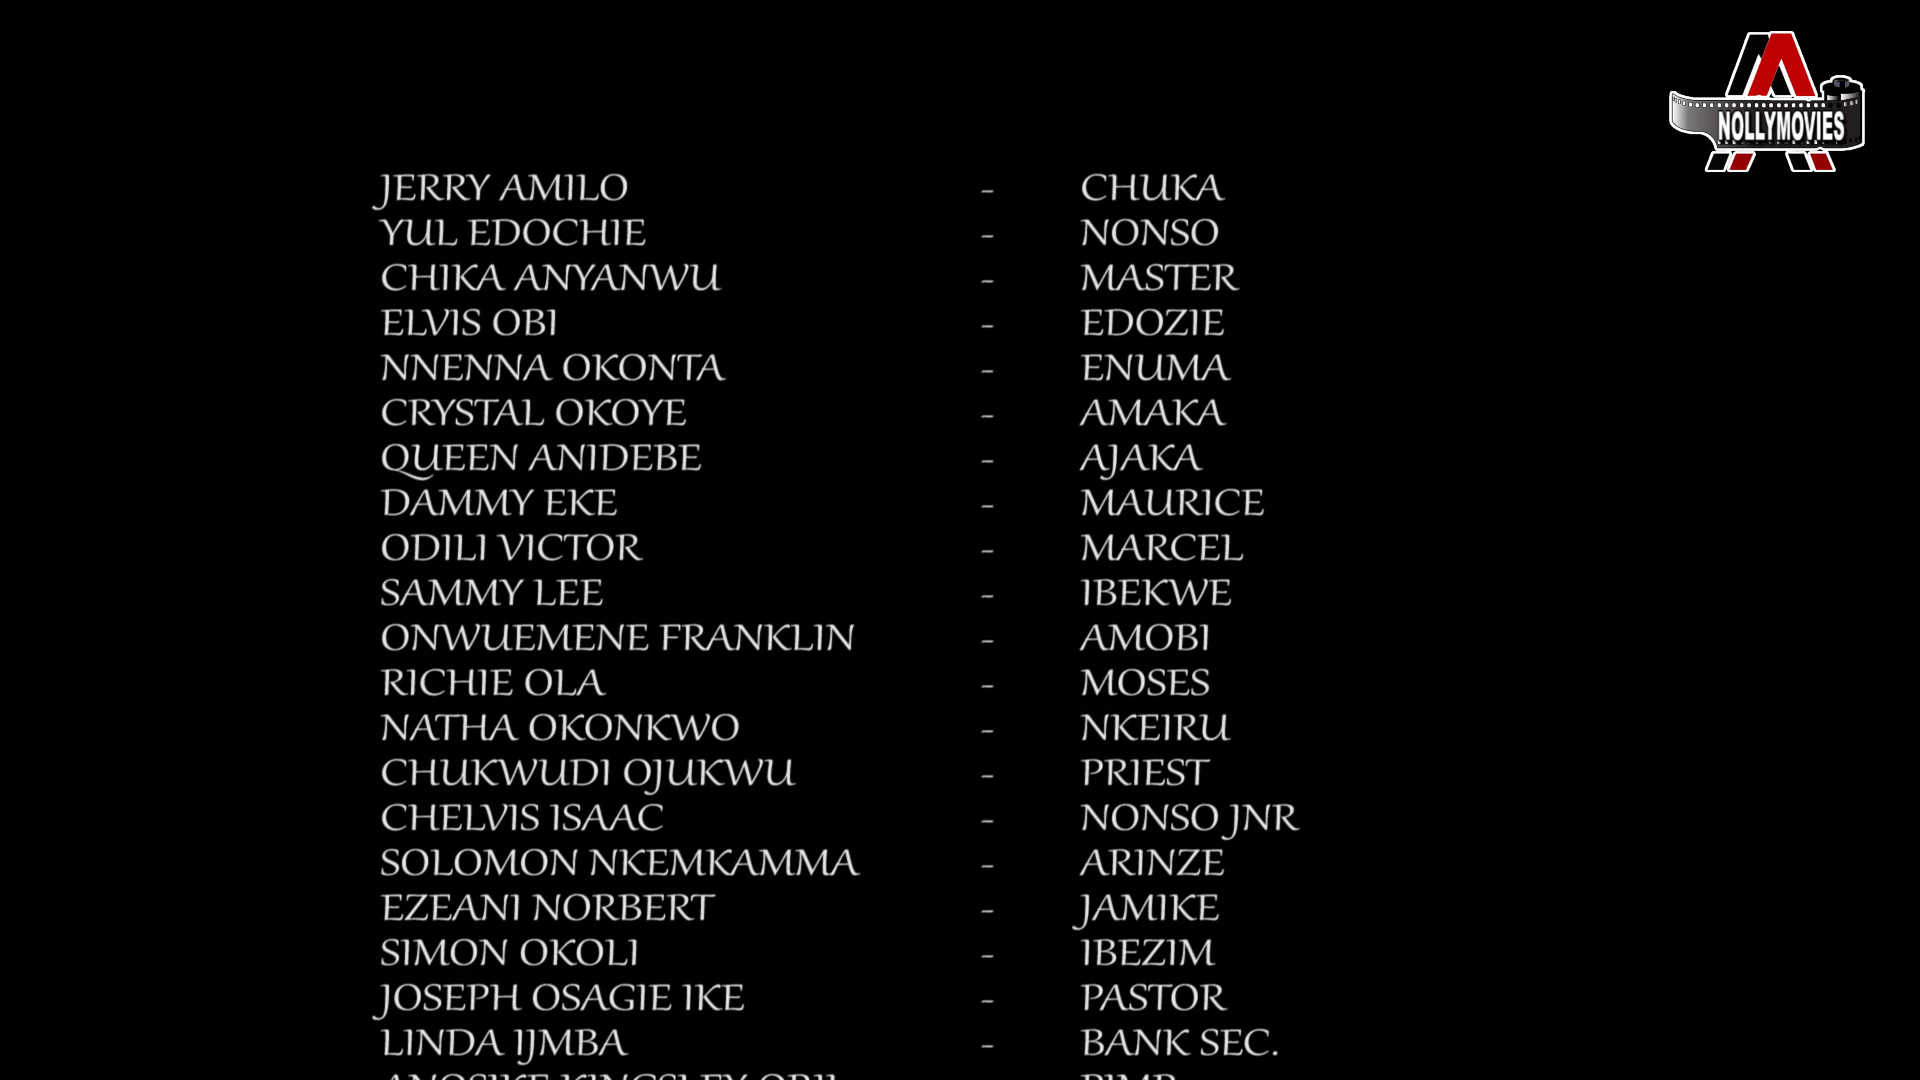 NOLLYMOVIES
JERRY AMILO - CHUKA
YUL EDOCHIE - NONSO
CHIKA ANYANWU - MASTER
ELVIS OBI - EDOZIE
NNENNA OKONTA - ENUMA
CRYSTAL OKOYE - AMAKA
QUEEN ANIDEBE - AJAKA
DAMMY EKE - MAURICE
ODILI VICTOR - MARCEL
SAMMY LEE - IBEKWE
ONWUEMENE FRANKLIN - AMOBI
RICHIE OLA - MOSES
NATHA OKONKWO - NKEIRU
CHUKWUDI OJUKWU - PRIEST
CHELVIS ISAAC - NONSO JNR
SOLOMON NKEMKAMMA - ARINZE
EZEANI NORBERT - JAMIKE
SIMON OKOLI - IBEZIM
JOSEPH OSAGIE IKE - PASTOR
LINDA IJMBA - BANK SEC.
ANOSIKE KINGSLEY